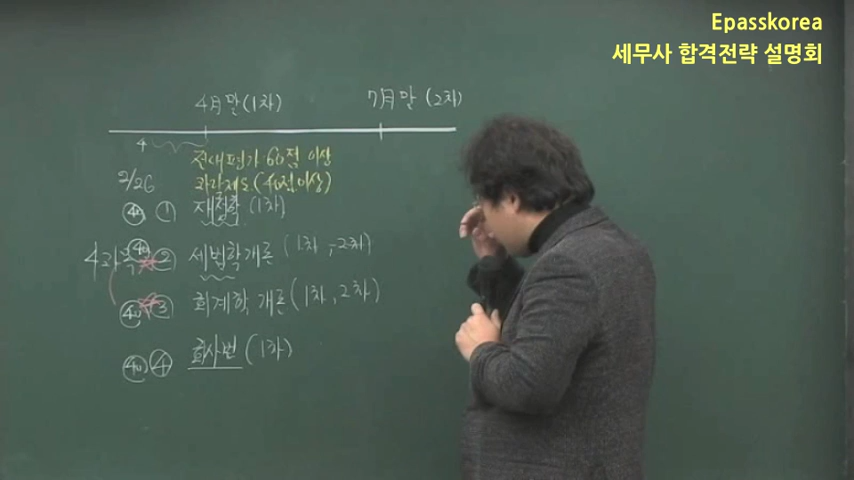 Epasskorea
세무사 합격전략 설명회
4月말(1차) 7月말 (2차)
4
절대평가:60점 이상
2/26 과락제도(40점이상)
40 ① 재정학 (1차)
4과목 40 ② 세법학개론 (1차, 2차)
40 ③ 회계학 개론(1차, 2차)
40 ④ 회사법 (1차)